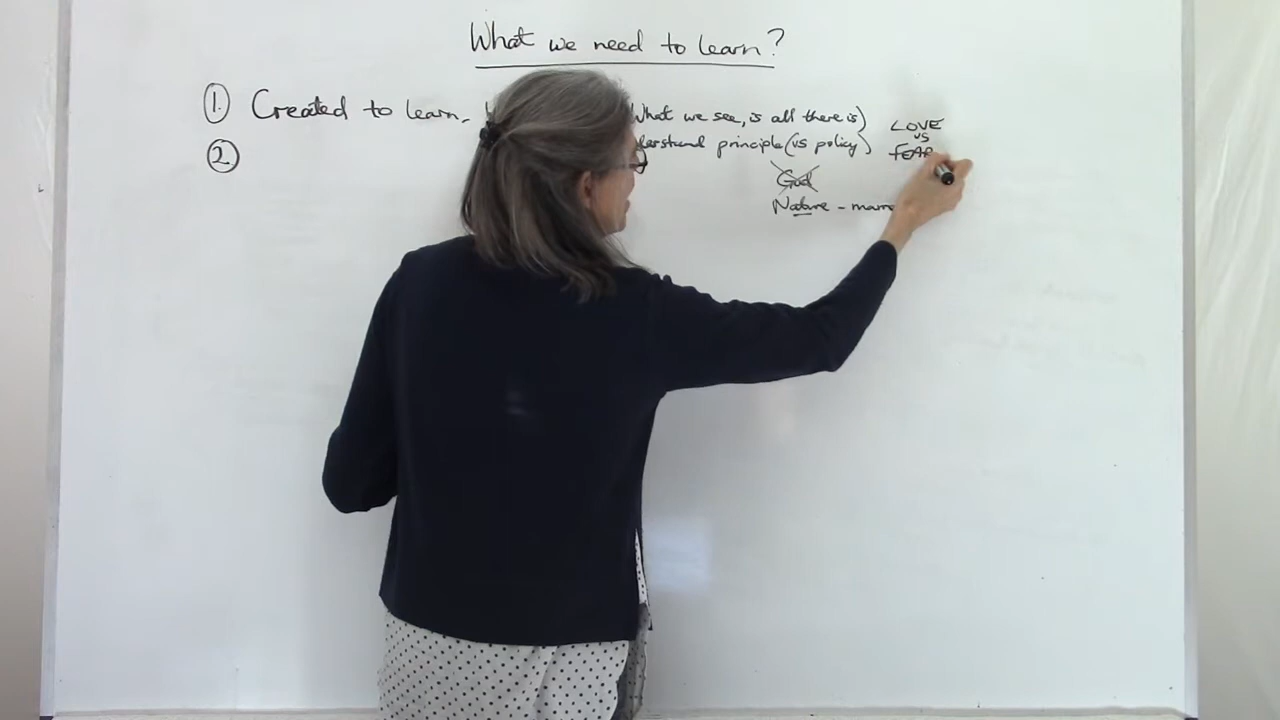 What we need to learn?
① Created to learn, What we see, is all there is)
② principle (vs policy)
LOVE
vs
FEAR
God
Nature -